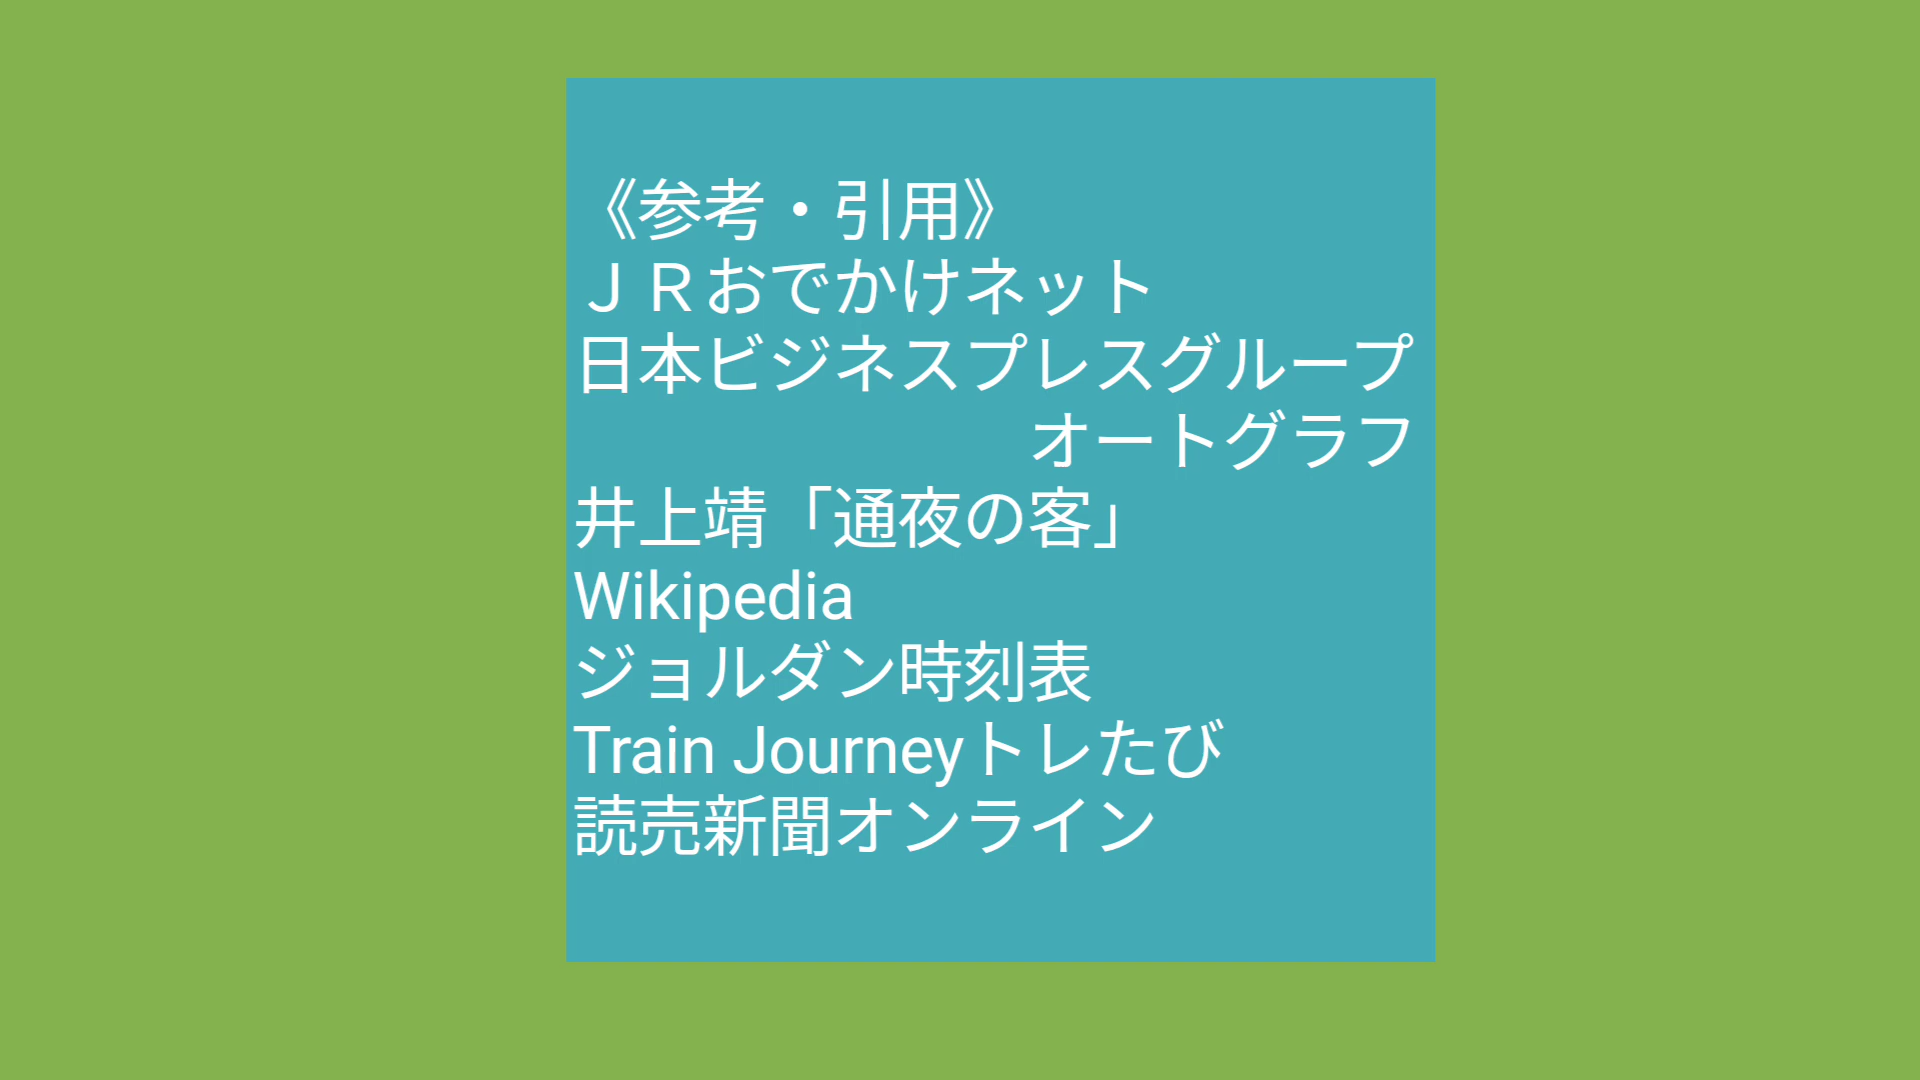 《参考・引用》
ＪＲおでかけネット
日本ビジネスプレスグループ
オートグラフ
井上靖「通夜の客」
Wikipedia
ジョルダン時刻表
Train Journeyトレたび
読売新聞オンライン